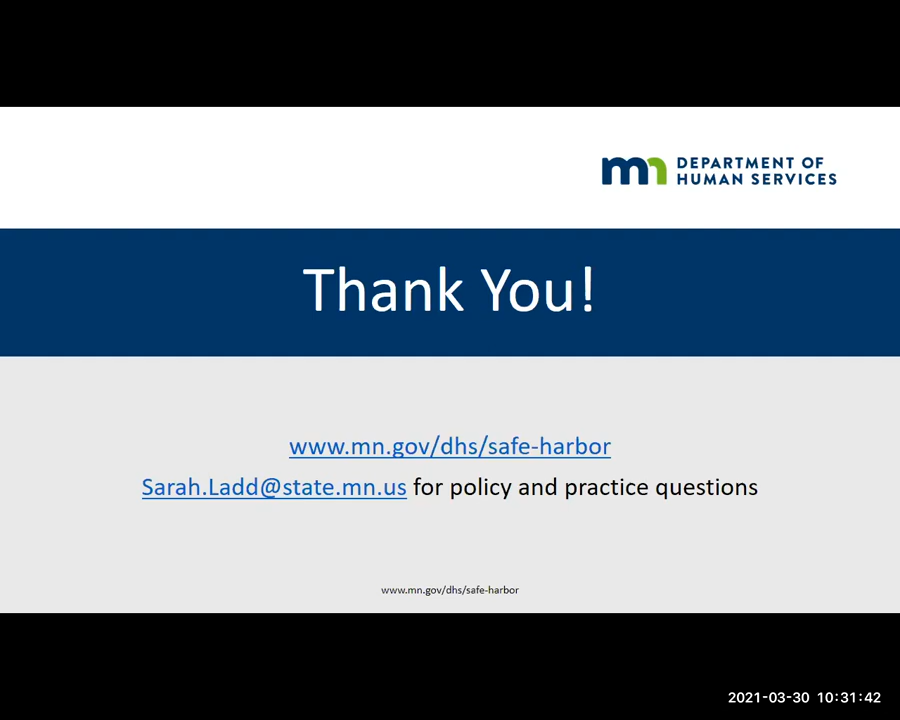 mn DEPARTMENT OF
HUMAN SERVICES
Thank You!
www.mn.gov/dhs/safe-harbor
Sarah.Ladd@state.mn.us for policy and practice questions
www.mn.gov/dhs/safe-harbor
2021-03-30 10:31:42